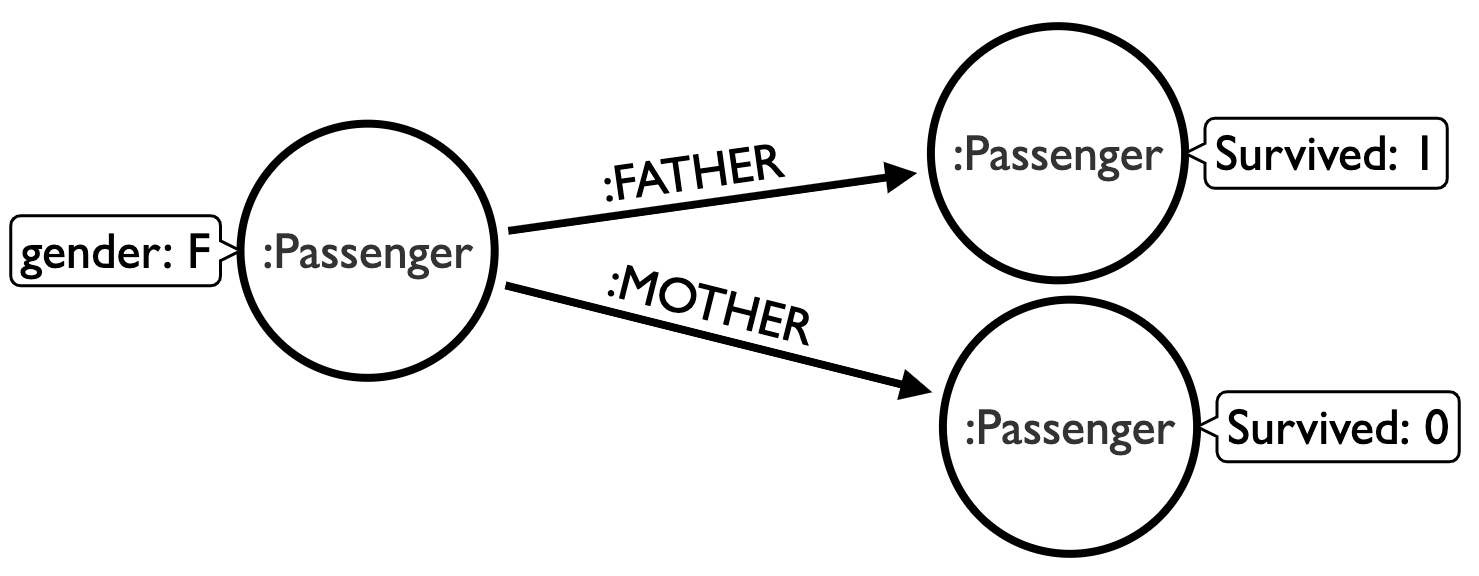 gender: F
:Passenger
:FATHER
:MOTHER
:Passenger
Survived: 1
:Passenger
Survived: 0